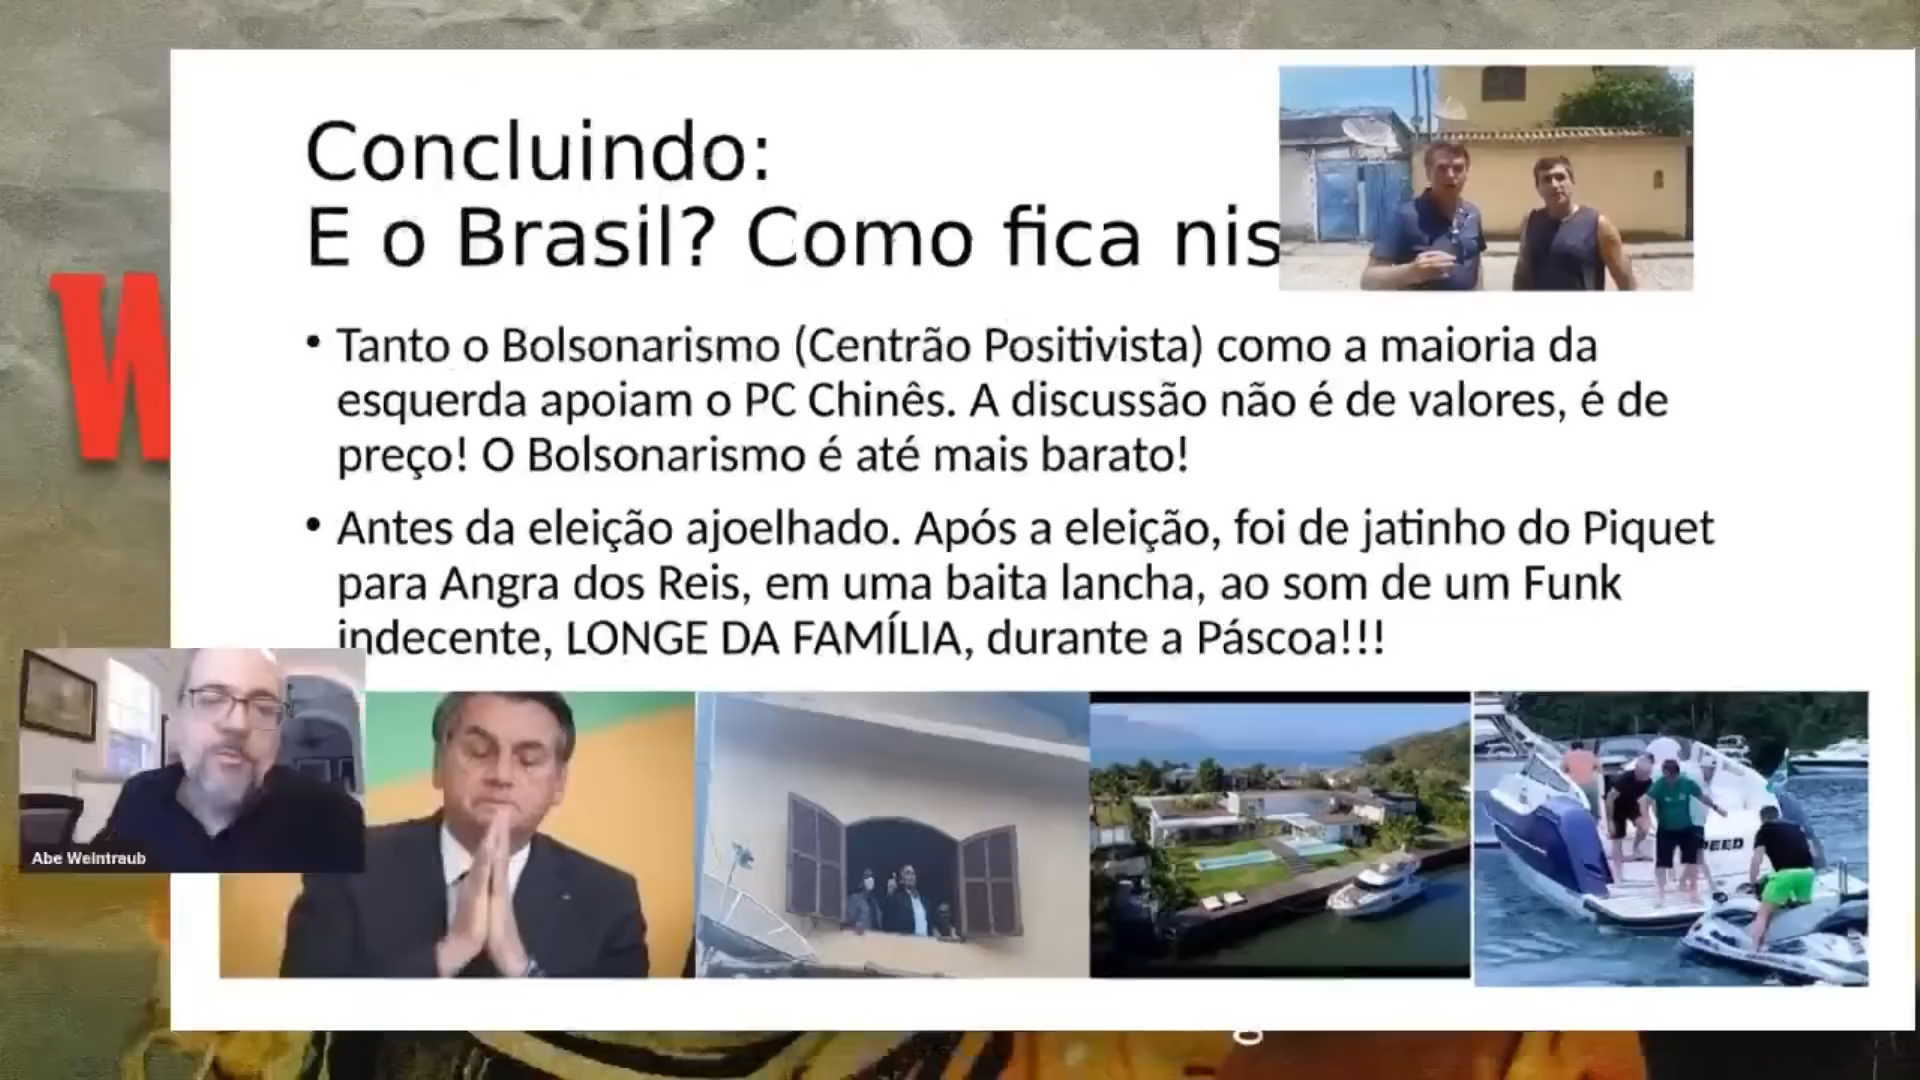 Concluindo:
E o Brasil? Como fica nis
Tanto o Bolsonarismo (Centrão Positivista) como a maioria da
esquerda apoiam o PC Chinês. A discussão não é de valores, é de
preço! O Bolsonarismo é até mais barato!
Antes da eleição ajoelhado. Após a eleição, foi de jatinho do Piquet
para Angra dos Reis, em uma baita lancha, ao som de um Funk
indecente, LONGE DA FAMÍLIA, durante a Páscoa!!!
W
Abe Weintraub
EED
g